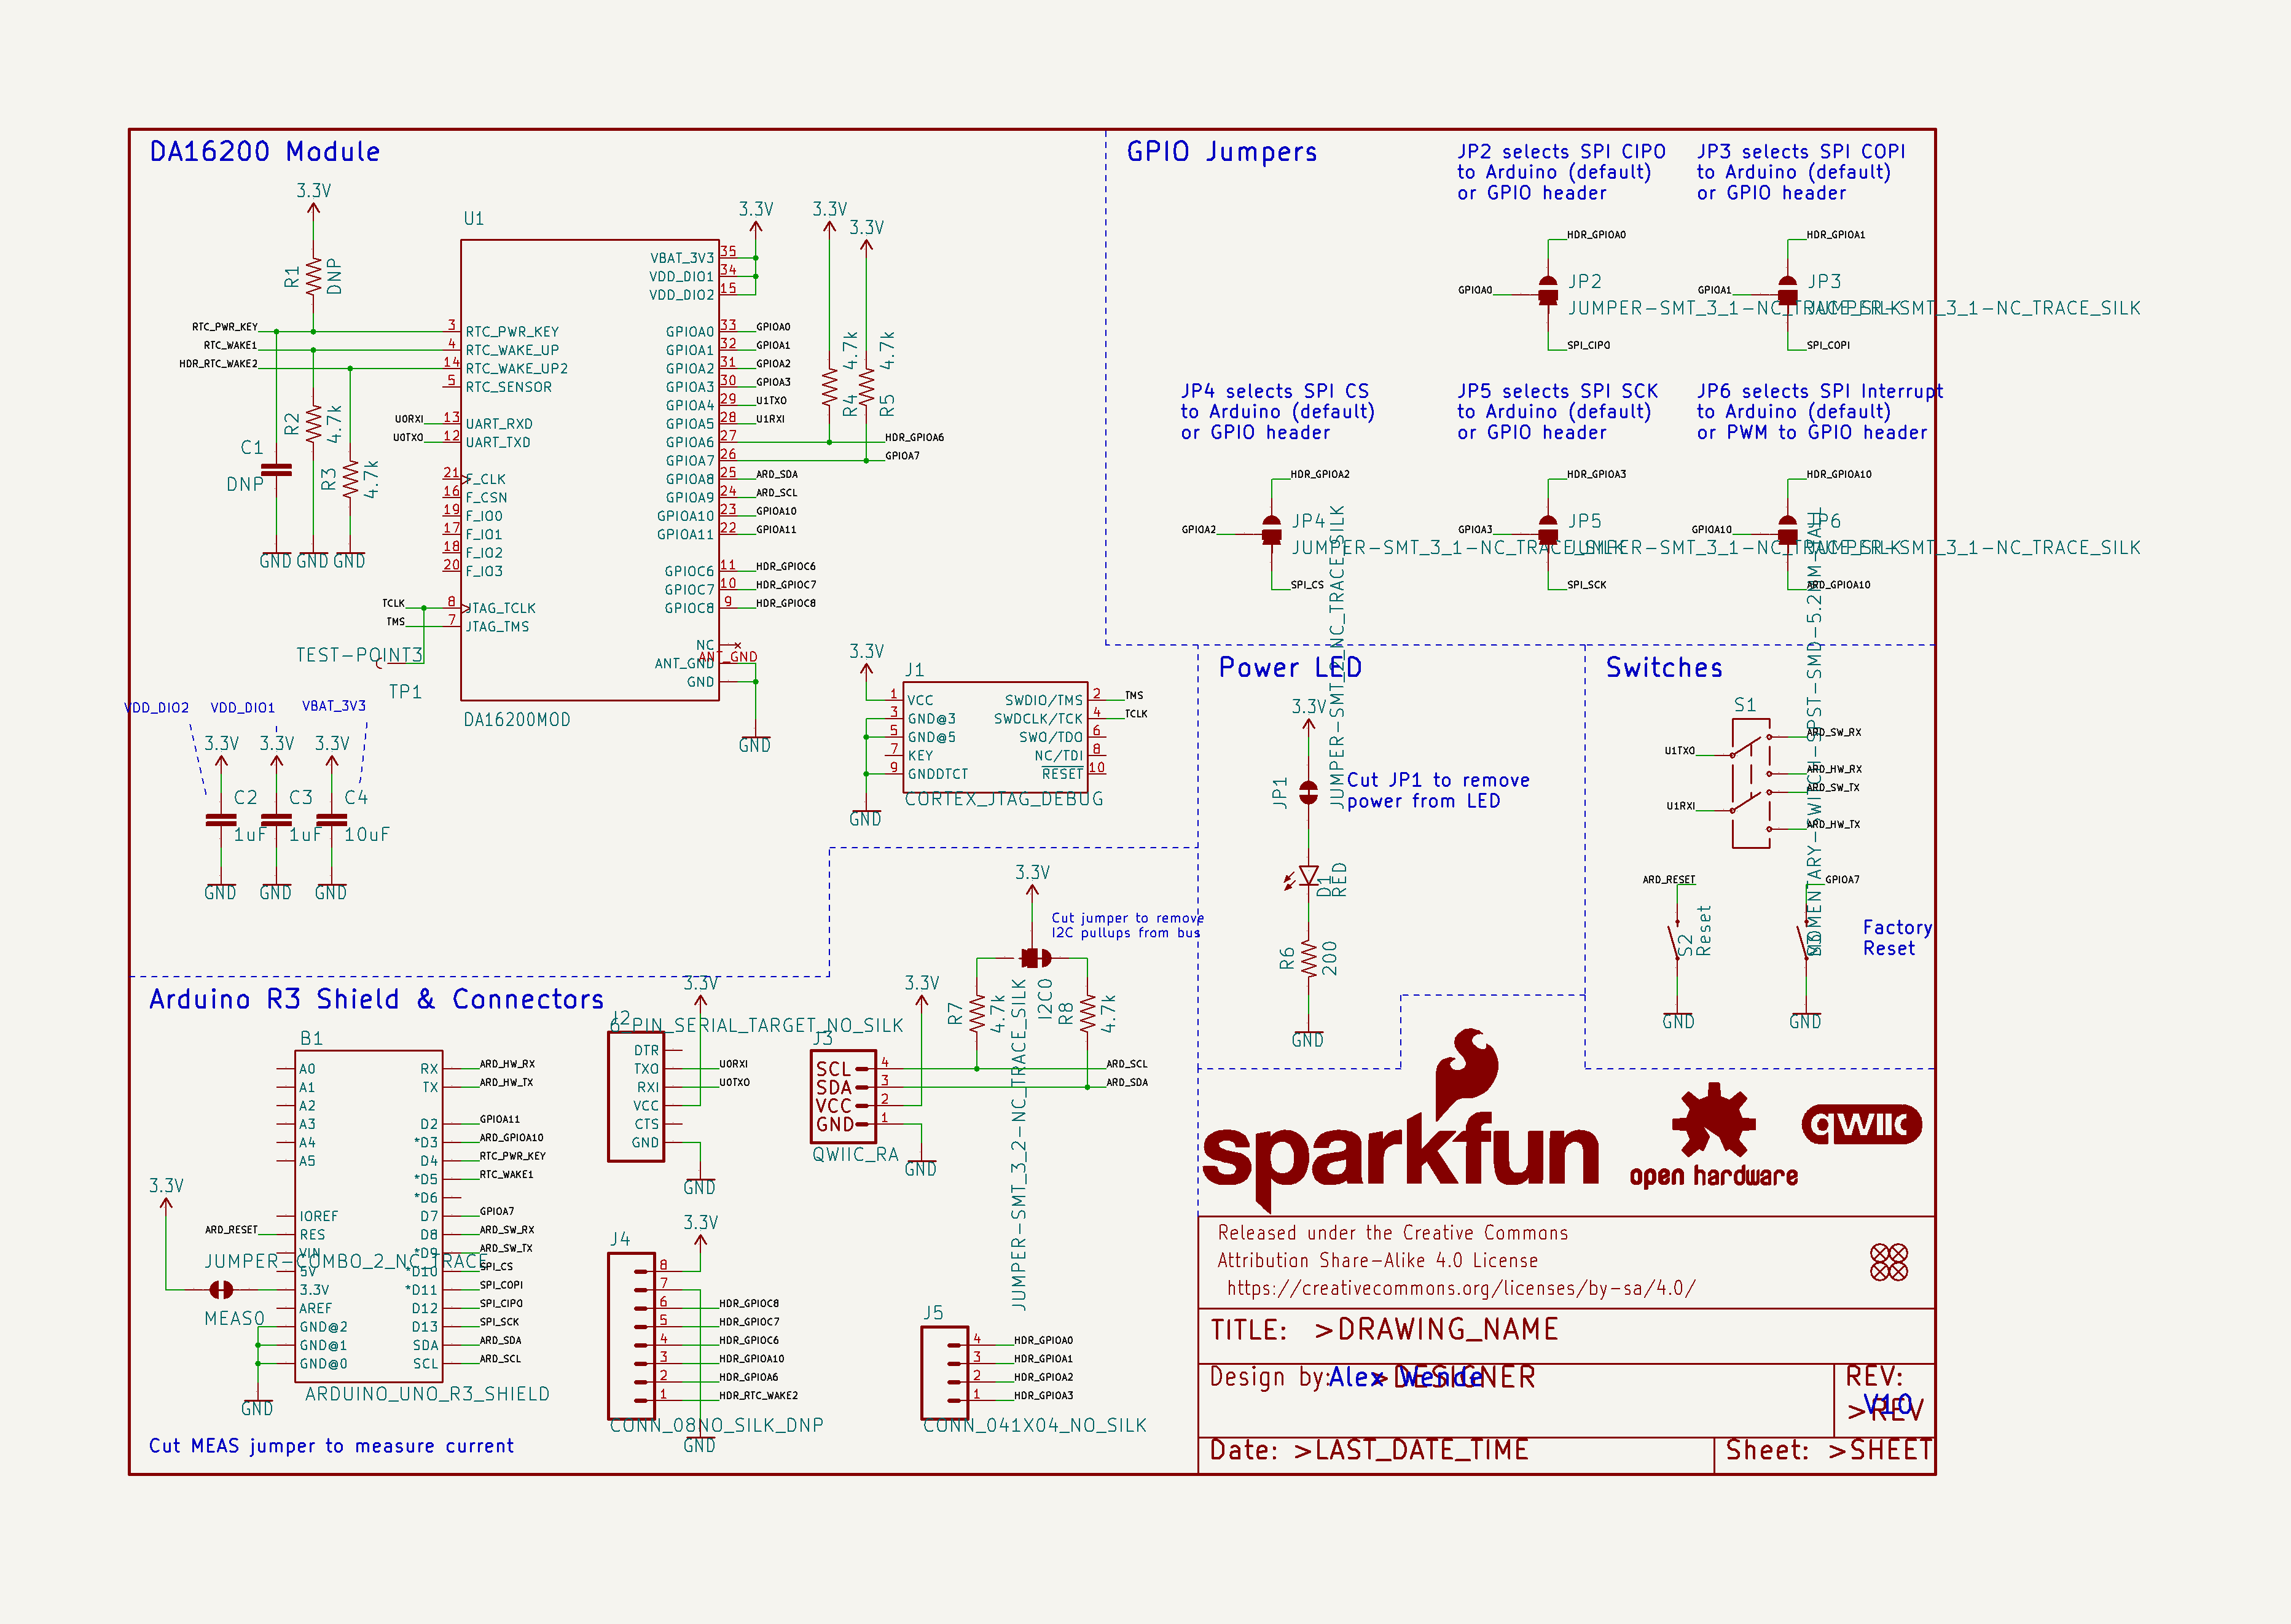 DA16200 Module
3.3V
R1
DNP
RTC_PWR_KEY
RTC_WAKE1
HDR_RTC_WAKE2
R2
4.7k
R3
4.7k
C1
DNP
GND
GND
GND
U0RXI
U0TXO
TCLK
TMS
TEST-POINT3
TP1
U1
3 RTC_PWR_KEY
4 RTC_WAKE_UP
14 RTC_WAKE_UP2
5 RTC_SENSOR
13 UART_RXD
12 UART_TXD
21 F_CLK
16 F_CSN
19 F_IO0
17 F_IO1
18 F_IO2
20 F_IO3
8 JTAG_TCLK
7 JTAG_TMS
VBAT_3V3 35
VDD_DIO1 34
VDD_DIO2 15
GPIOA0 33 GPIOA0
GPIOA1 32 GPIOA1
GPIOA2 31 GPIOA2
GPIOA3 30 GPIOA3
GPIOA4 29 U1TXO
GPIOA5 28 U1RXI
GPIOA6 27 HDR_GPIOA6
GPIOA7 26 GPIOA7
GPIOA8 25 ARD_SDA
GPIOA9 24 ARD_SCL
GPIOA10 23 GPIOA10
GPIOA11 22 GPIOA11
GPIOC6 11 HDR_GPIOC6
GPIOC7 10 HDR_GPIOC7
GPIOC8 9 HDR_GPIOC8
NC
ANT_GND ANT_GND
GND
DA16200MOD
3.3V
3.3V
3.3V
R4
4.7k
R5
4.7k
GND
VDD_DIO2
VDD_DIO1
VBAT_3V3
3.3V
3.3V
3.3V
C2
1uF
C3
1uF
C4
10uF
GND
GND
GND
3.3V
J1
1 VCC
3 GND@3
5 GND@5
7 KEY
9 GNDDTCT
SWDIO/TMS 2 TMS
SWDCLK/TCK 4 TCLK
SWO/TDO 6
NC/TDI 8
RESET 10
CORTEX_JTAG_DEBUG
GND
GPIO Jumpers
JP2 selects SPI CIPO
to Arduino (default)
or GPIO header
JP3 selects SPI COPI
to Arduino (default)
or GPIO header
HDR_GPIOA0
GPIOA0
JP2
JUMPER-SMT_3_1-NC_TRACE_SILK
SPI_CIPO
HDR_GPIOA1
GPIOA1
JP3
JUMPER-SMT_3_1-NC_TRACE_SILK
SPI_COPI
JP4 selects SPI CS
to Arduino (default)
or GPIO header
JP5 selects SPI SCK
to Arduino (default)
or GPIO header
JP6 selects SPI Interrupt
to Arduino (default)
or PWM to GPIO header
HDR_GPIOA2
GPIOA2
JP4
JUMPER-SMT_3_1-NC_TRACE_SILK
SPI_CS
HDR_GPIOA3
GPIOA3
JP5
JUMPER-SMT_3_1-NC_TRACE_SILK
SPI_SCK
HDR_GPIOA10
GPIOA10
JP6
JUMPER-SMT_3_1-NC_TRACE_SILK
ARD_GPIOA10
Power LED
3.3V
JP1
JUMPER-SMT_2_NC_TRACE_SILK
Cut JP1 to remove
power from LED
D1
RED
R6
200
GND
Switches
S1
U1TXO
U1RXI
ARD_SW_RX
ARD_HW_RX
ARD_SW_TX
ARD_HW_TX
ARD_RESET
S2
Reset
GND
GPIOA7
S3
Factory
Reset
GND
Arduino R3 Shield & Connectors
B1
A0
A1
A2
A3
A4
A5
IOREF
ARD_RESET RES
VIN
5V
3.3V
AREF
GND@2
GND@1
GND@0
RX ARD_HW_RX
TX ARD_HW_TX
D2 GPIOA11
*D3 ARD_GPIOA10
D4 RTC_PWR_KEY
*D5 RTC_WAKE1
*D6
D7 GPIOA7
D8 ARD_SW_RX
*D9 ARD_SW_TX
*D10 SPI_CS
*D11 SPI_COPI
D12 SPI_CIPO
D13 SPI_SCK
SDA ARD_SDA
SCL ARD_SCL
3.3V
JUMPER-COMBO_2_NC_TRACE
MEAS0
ARDUINO_UNO_R3_SHIELD
GND
Cut MEAS jumper to measure current
3.3V
J2
6_PIN_SERIAL_TARGET_NO_SILK
DTR
TXO U0RXI
RXI U0TXO
VCC
CTS
GND
GND
J4
3.3V
8
7
6 HDR_GPIOC8
5 HDR_GPIOC7
4 HDR_GPIOC6
3 HDR_GPIOA10
2 HDR_GPIOA6
1 HDR_RTC_WAKE2
CONN_08NO_SILK_DNP
GND
3.3V
J3
SCL 4
SDA 3
VCC 2
GND 1
QWIIC_RA
GND
3.3V
Cut jumper to remove
I2C pullups from bus
R7
4.7k
JUMPER-SMT_3_2-NC_TRACE_SILK
I2C0
R8
4.7k
ARD_SCL
ARD_SDA
J5
4 HDR_GPIOA0
3 HDR_GPIOA1
2 HDR_GPIOA2
1 HDR_GPIOA3
CONN_041X04_NO_SILK
sparkfun
open hardware
qwiic
Released under the Creative Commons
Attribution Share-Alike 4.0 License
https://creativecommons.org/licenses/by-sa/4.0/
TITLE: >DRAWING_NAME
Design by: Alex Wende >DESIGNER
REV:
V10
>REV
Date: >LAST_DATE_TIME
Sheet: >SHEET